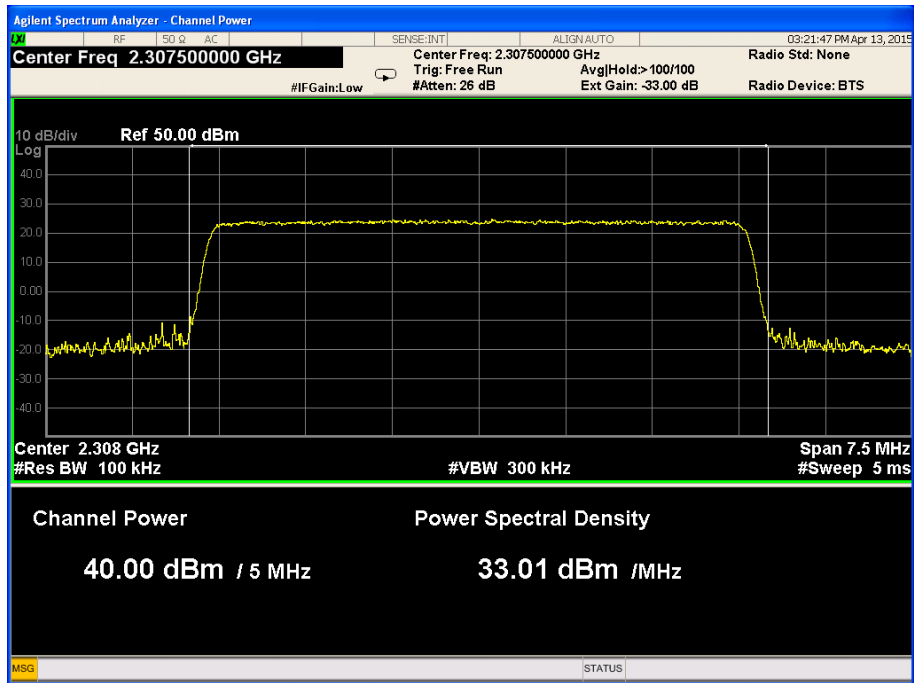 Agilent Spectrum Analyzer - Channel Power
LXI RF 50 Ω AC SENSE:INT ALIGN AUTO 03:21:47 PM Apr 13, 2015
Center Freq 2.307500000 GHz
Center Freq: 2.307500000 GHz
Radio Std: None
Trig: Free Run
Avg|Hold:>100/100
#IFGain:Low
#Atten: 26 dB
Ext Gain: -33.00 dB
Radio Device: BTS
10 dB/div
Ref 50.00 dBm
Log
40.0
30.0
20.0
10.0
0.00
-10.0
-20.0
-30.0
-40.0
Center 2.308 GHz
Span 7.5 MHz
#Res BW 100 kHz
#VBW 300 kHz
#Sweep 5 ms
Channel Power
Power Spectral Density
40.00 dBm / 5 MHz
33.01 dBm /MHz
MSG
STATUS